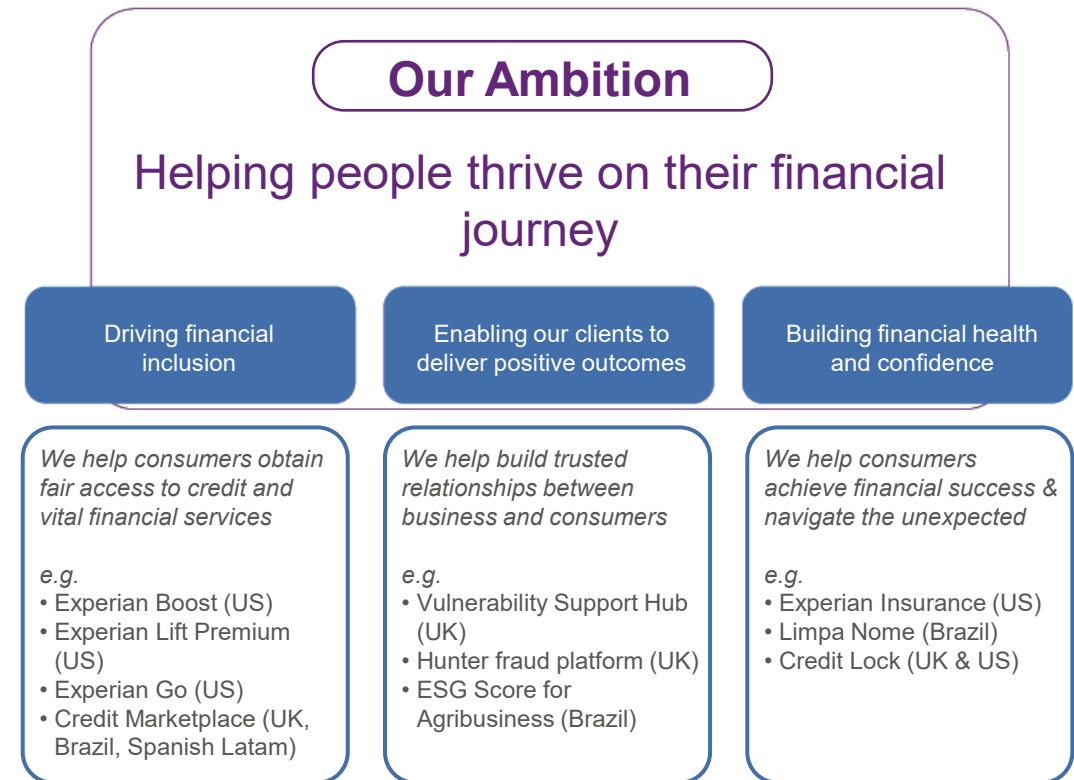 Our Ambition
Helping people thrive on their financial
journey
Driving financial
inclusion
Enabling our clients to
deliver positive outcomes
Building financial health
and confidence
We help consumers obtain
fair access to credit and
vital financial services
e.g.
• Experian Boost (US)
• Experian Lift Premium
(US)
• Experian Go (US)
• Credit Marketplace (UK,
Brazil, Spanish Latam)
We help build trusted
relationships between
business and consumers
e.g.
• Vulnerability Support Hub
(UK)
• Hunter fraud platform (UK)
• ESG Score for
Agribusiness (Brazil)
We help consumers
achieve financial success &
navigate the unexpected
e.g.
• Experian Insurance (US)
• Limpa Nome (Brazil)
• Credit Lock (UK & US)